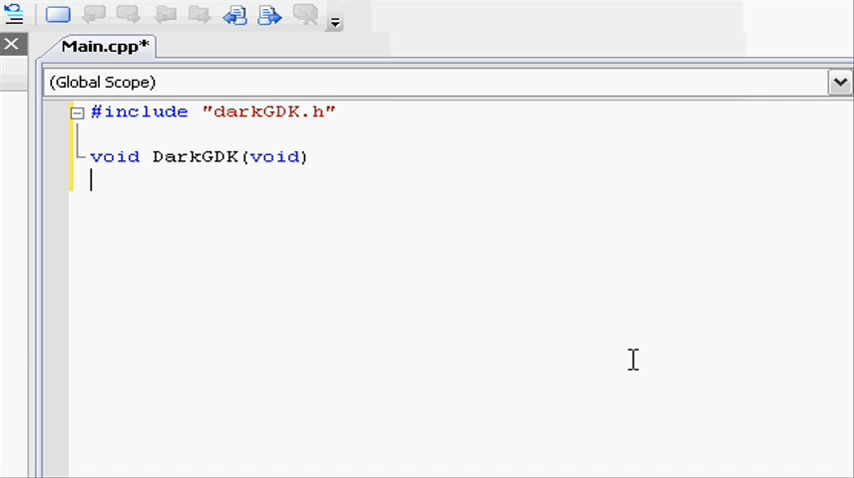 Main.cpp*
(Global Scope)
#include "darkGDK.h"
void DarkGDK(void)